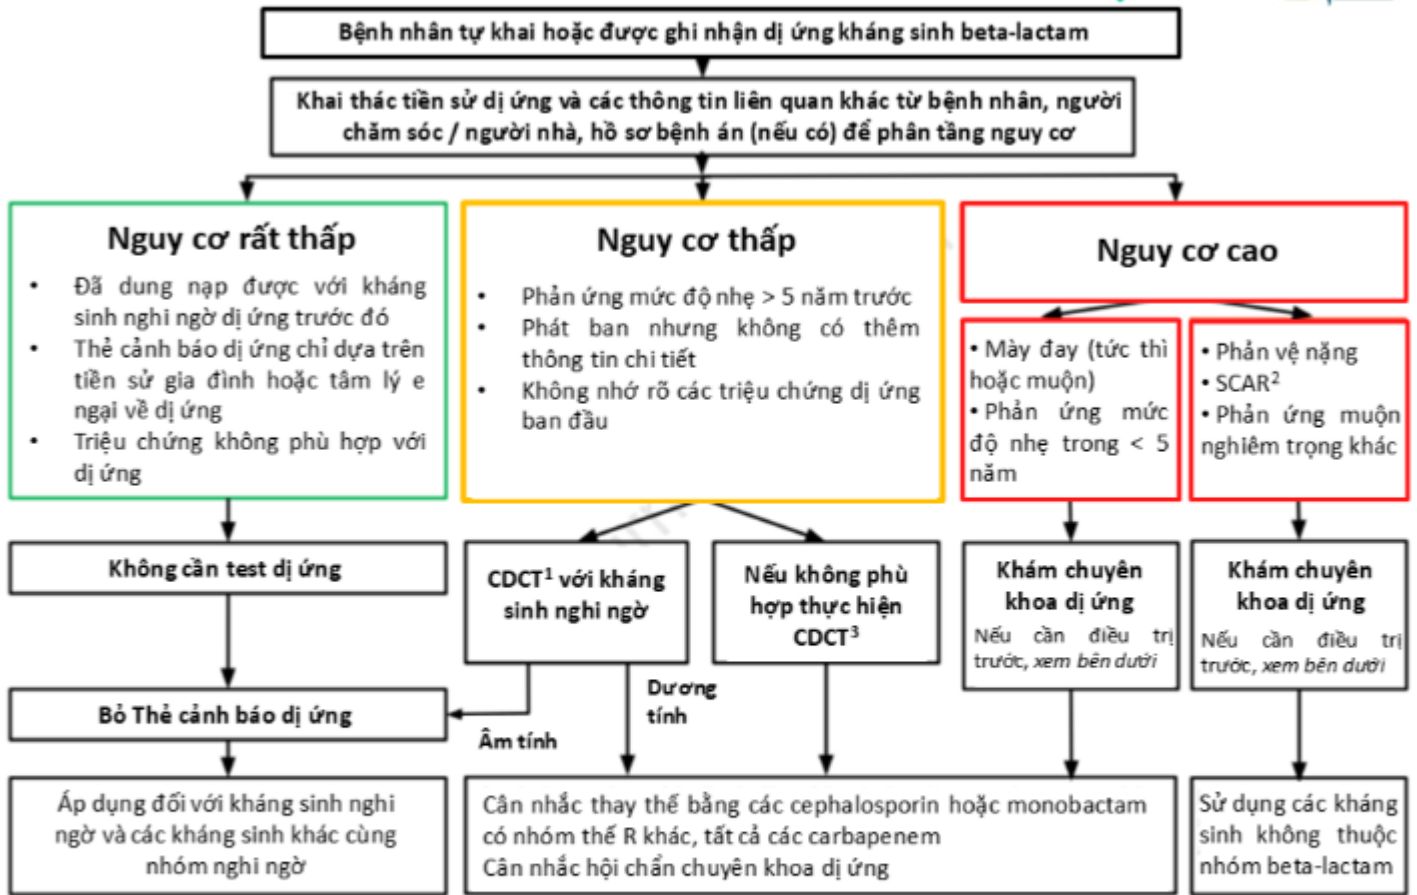 Bệnh nhân tự khai hoặc được ghi nhận dị ứng kháng sinh beta-lactam
Khai thác tiền sử dị ứng và các thông tin liên quan khác từ bệnh nhân, người
chăm sóc / người nhà, hồ sơ bệnh án (nếu có) để phân tầng nguy cơ
Nguy cơ rất thấp
• Đã dung nạp được với kháng
sinh nghi ngờ dị ứng trước đó
• Thẻ cảnh báo dị ứng chỉ dựa trên
tiền sử gia đình hoặc tâm lý e
ngại về dị ứng
• Triệu chứng không phù hợp với
dị ứng
Nguy cơ thấp
• Phản ứng mức độ nhẹ > 5 năm trước
• Phát ban nhưng không có thêm
thông tin chi tiết
• Không nhớ rõ các triệu chứng dị ứng
ban đầu
Nguy cơ cao
• Mày đay (tức thì
hoặc muộn)
• Phản ứng mức
độ nhẹ trong < 5
năm
• Phản vệ nặng
• SCAR²
• Phản ứng muộn
nghiêm trọng khác
Không cần test dị ứng
CDCT¹ với kháng
sinh nghi ngờ
Nếu không phù
hợp thực hiện
CDCT³
Khám chuyên
khoa dị ứng
Nếu cần điều trị
trước, xem bên dưới
Khám chuyên
khoa dị ứng
Nếu cần điều trị
trước, xem bên dưới
Bỏ Thẻ cảnh báo dị ứng
Âm tính
Dương
tính
Áp dụng đối với kháng sinh nghi
ngờ và các kháng sinh khác cùng
nhóm nghi ngờ
Cân nhắc thay thế bằng các cephalosporin hoặc monobactam
có nhóm thế R khác, tất cả các carbapenem
Cân nhắc hội chẩn chuyên khoa dị ứng
Sử dụng các kháng
sinh không thuộc
nhóm beta-lactam